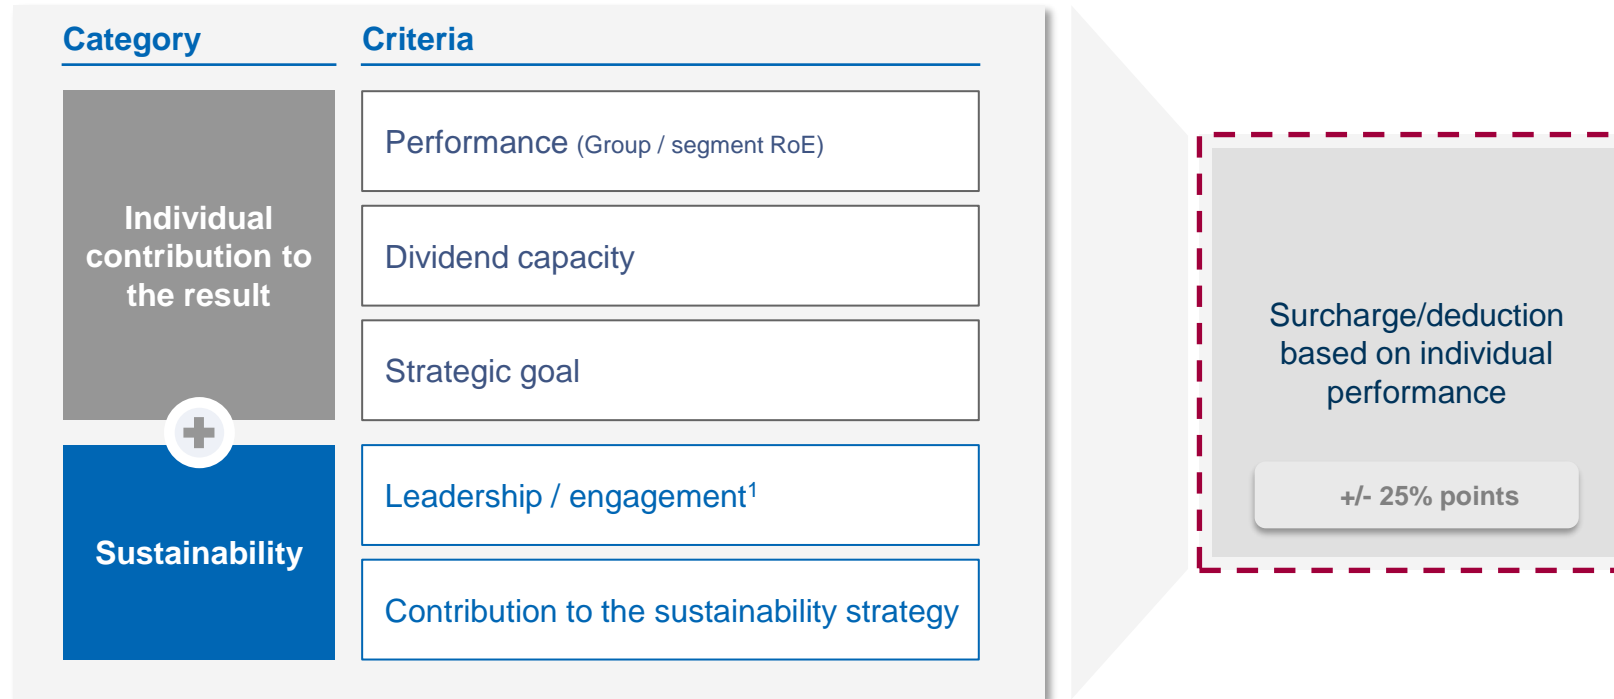 Category
Criteria
Individual
contribution to
the result
Performance (Group / segment RoE)
Dividend capacity
Strategic goal
Sustainability
Leadership / engagement¹
Contribution to the sustainability strategy
Surcharge/deduction
based on individual
performance
+/- 25% points